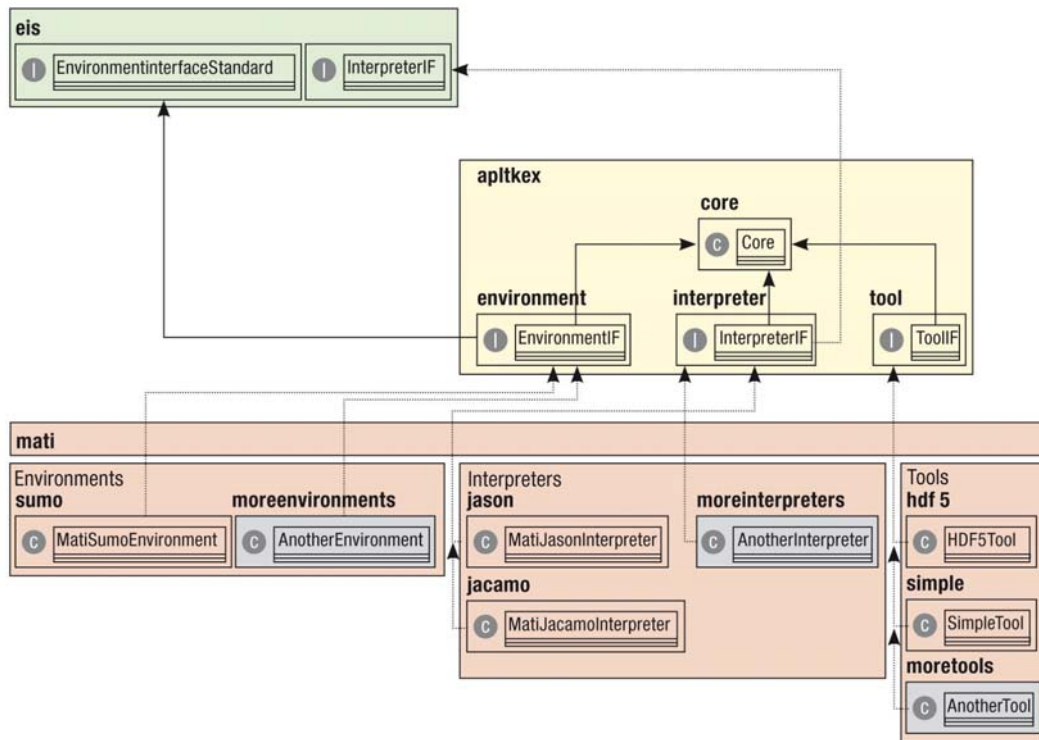 eis
I EnvironmentinterfaceStandard
I InterpreterIF
apltkex
core
C Core
environment
interpreter
tool
I EnvironmentIF
I InterpreterIF
I ToolIF
mati
Environments
sumo
moreenvironments
C MatiSumoEnvironment
C AnotherEnvironment
Interpreters
jason
moreinterpreters
C MatiJasonInterpreter
C AnotherInterpreter
jacamo
C MatiJacamoInterpreter
Tools
hdf 5
C HDF5Tool
simple
C SimpleTool
moretools
C AnotherTool